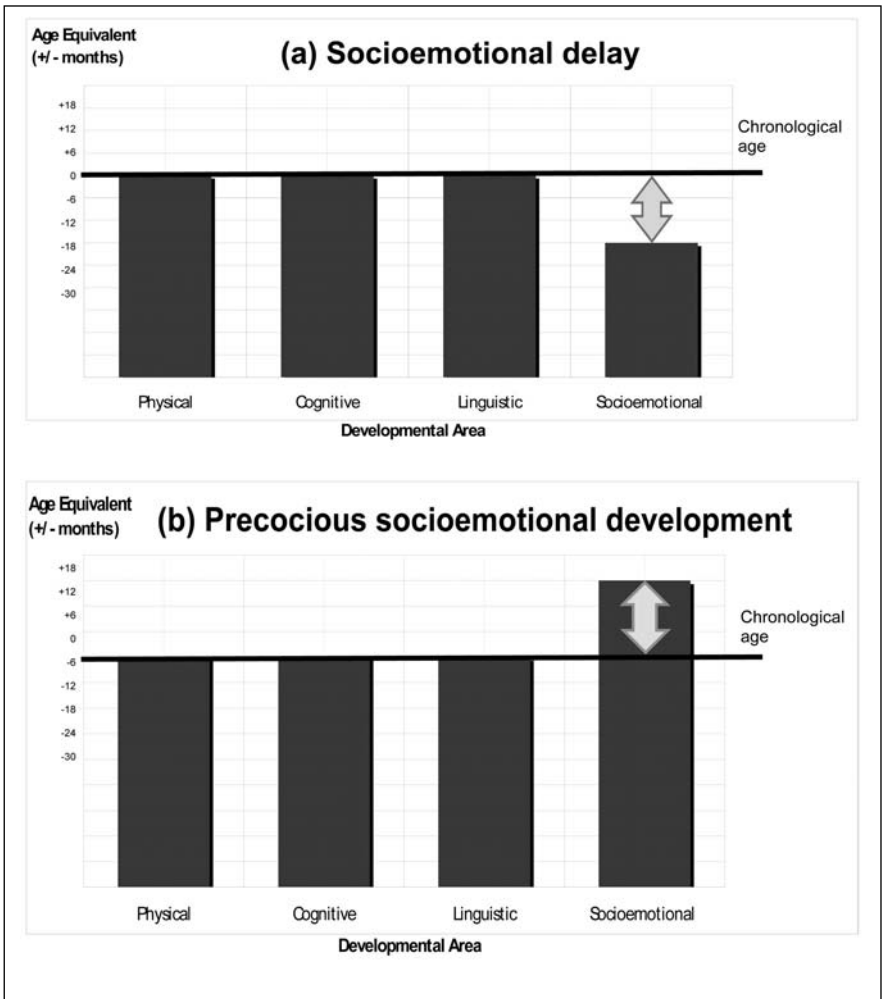 Age Equivalent
(+/- months)
(a) Socioemotional delay
+18
+12
+6
0
-6
-12
-18
-24
-30
Chronological
age
Physical Cognitive Linguistic Socioemotional
Developmental Area
Age Equivalent
(+/- months)
(b) Precocious socioemotional development
+18
+12
+6
0
-6
-12
-18
-24
-30
Chronological
age
Physical Cognitive Linguistic Socioemotional
Developmental Area